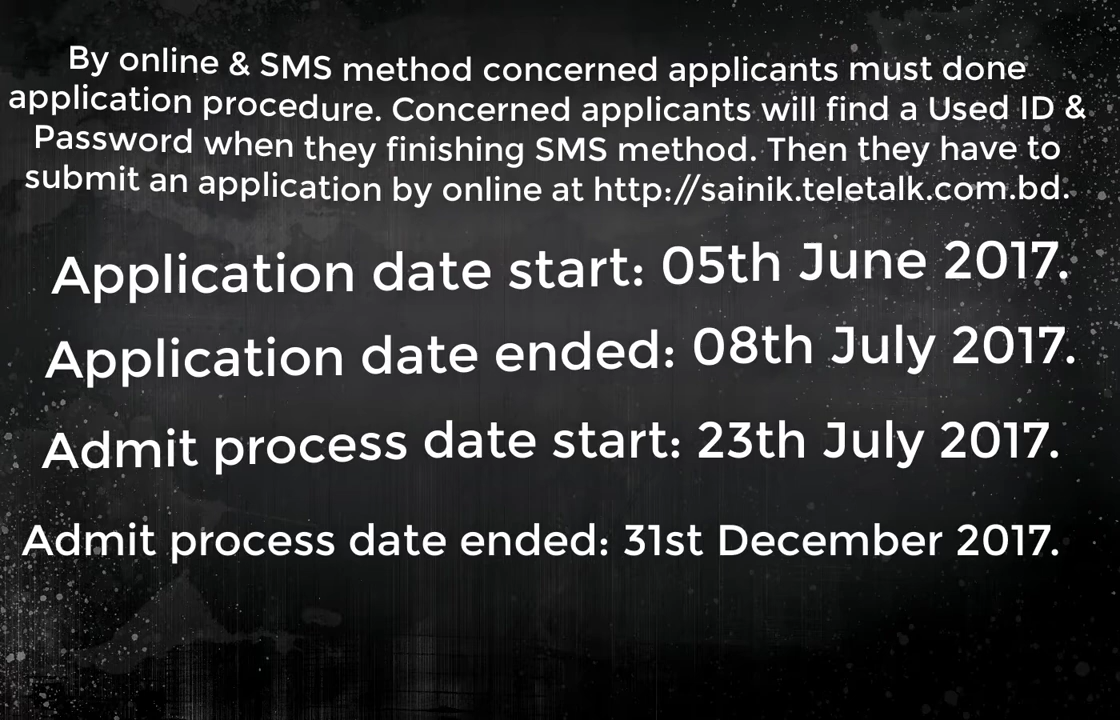 By online & SMS method concerned applicants must done
application procedure. Concerned applicants will find a Used ID &
Password when they finishing SMS method. Then they have to
submit an application by online at http://sainik.teletalk.com.bd.
Application date start: 05th June 2017.
Application date ended: 08th July 2017.
Admit process date start: 23th July 2017.
Admit process date ended: 31st December 2017.